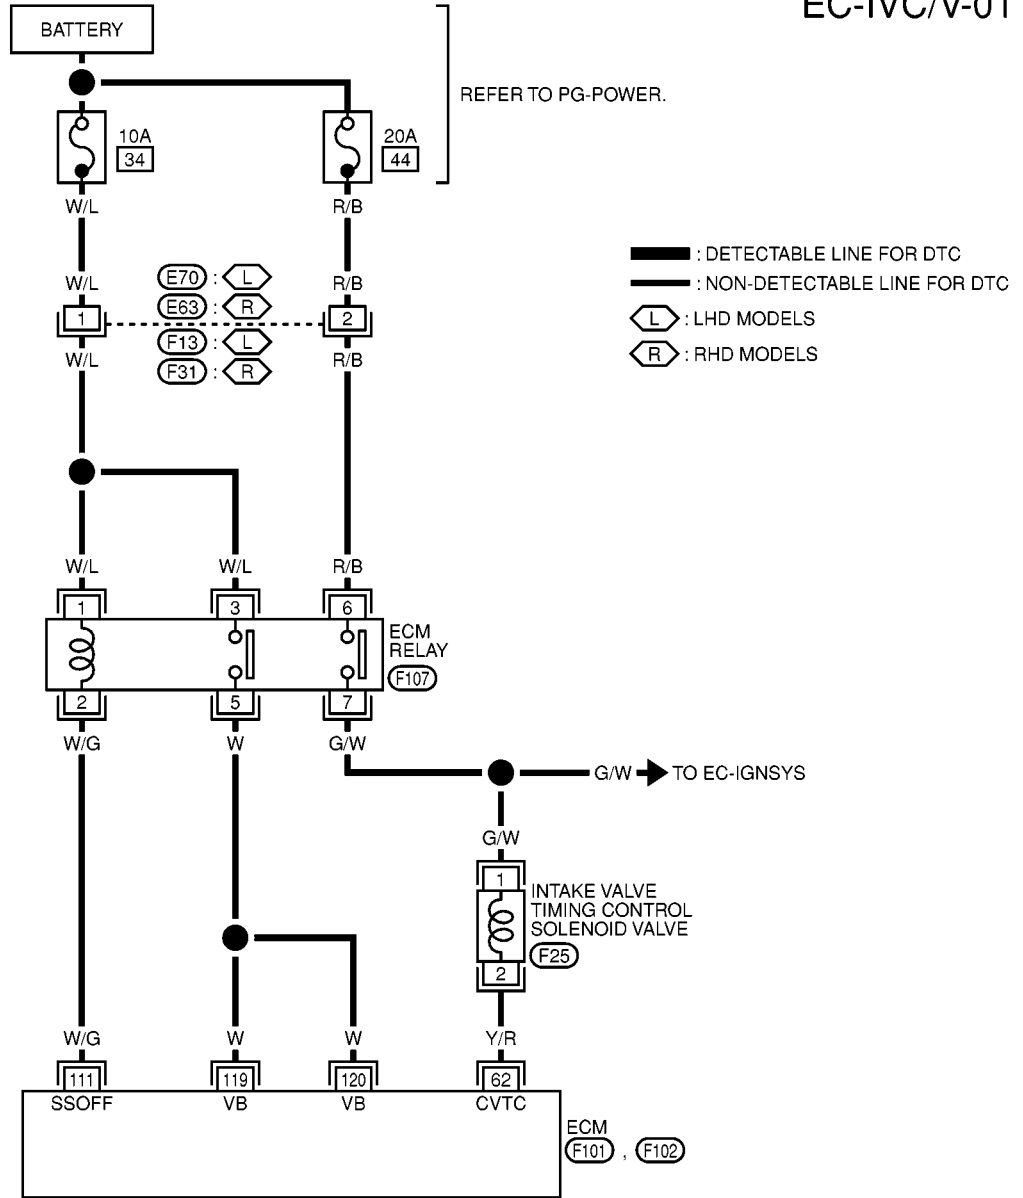 EC-IVC/V-01
BATTERY
REFER TO PG-POWER.
10A
34
20A
44
W/L
R/B
: DETECTABLE LINE FOR DTC
: NON-DETECTABLE LINE FOR DTC
L : LHD MODELS
R : RHD MODELS
W/L
E70 : L
E63 : R
R/B
1
2
F13 : L
F31 : R
W/L
R/B
W/L
W/L
R/B
1
3
6
ECM
RELAY
F107
2
5
7
W/G
W
G/W
G/W
TO EC-IGNSYS
G/W
1
INTAKE VALVE
TIMING CONTROL
SOLENOID VALVE
F25
2
W/G
W
W
Y/R
111
119
120
62
SSOFF
VB
VB
CVTC
ECM
F101 , F102